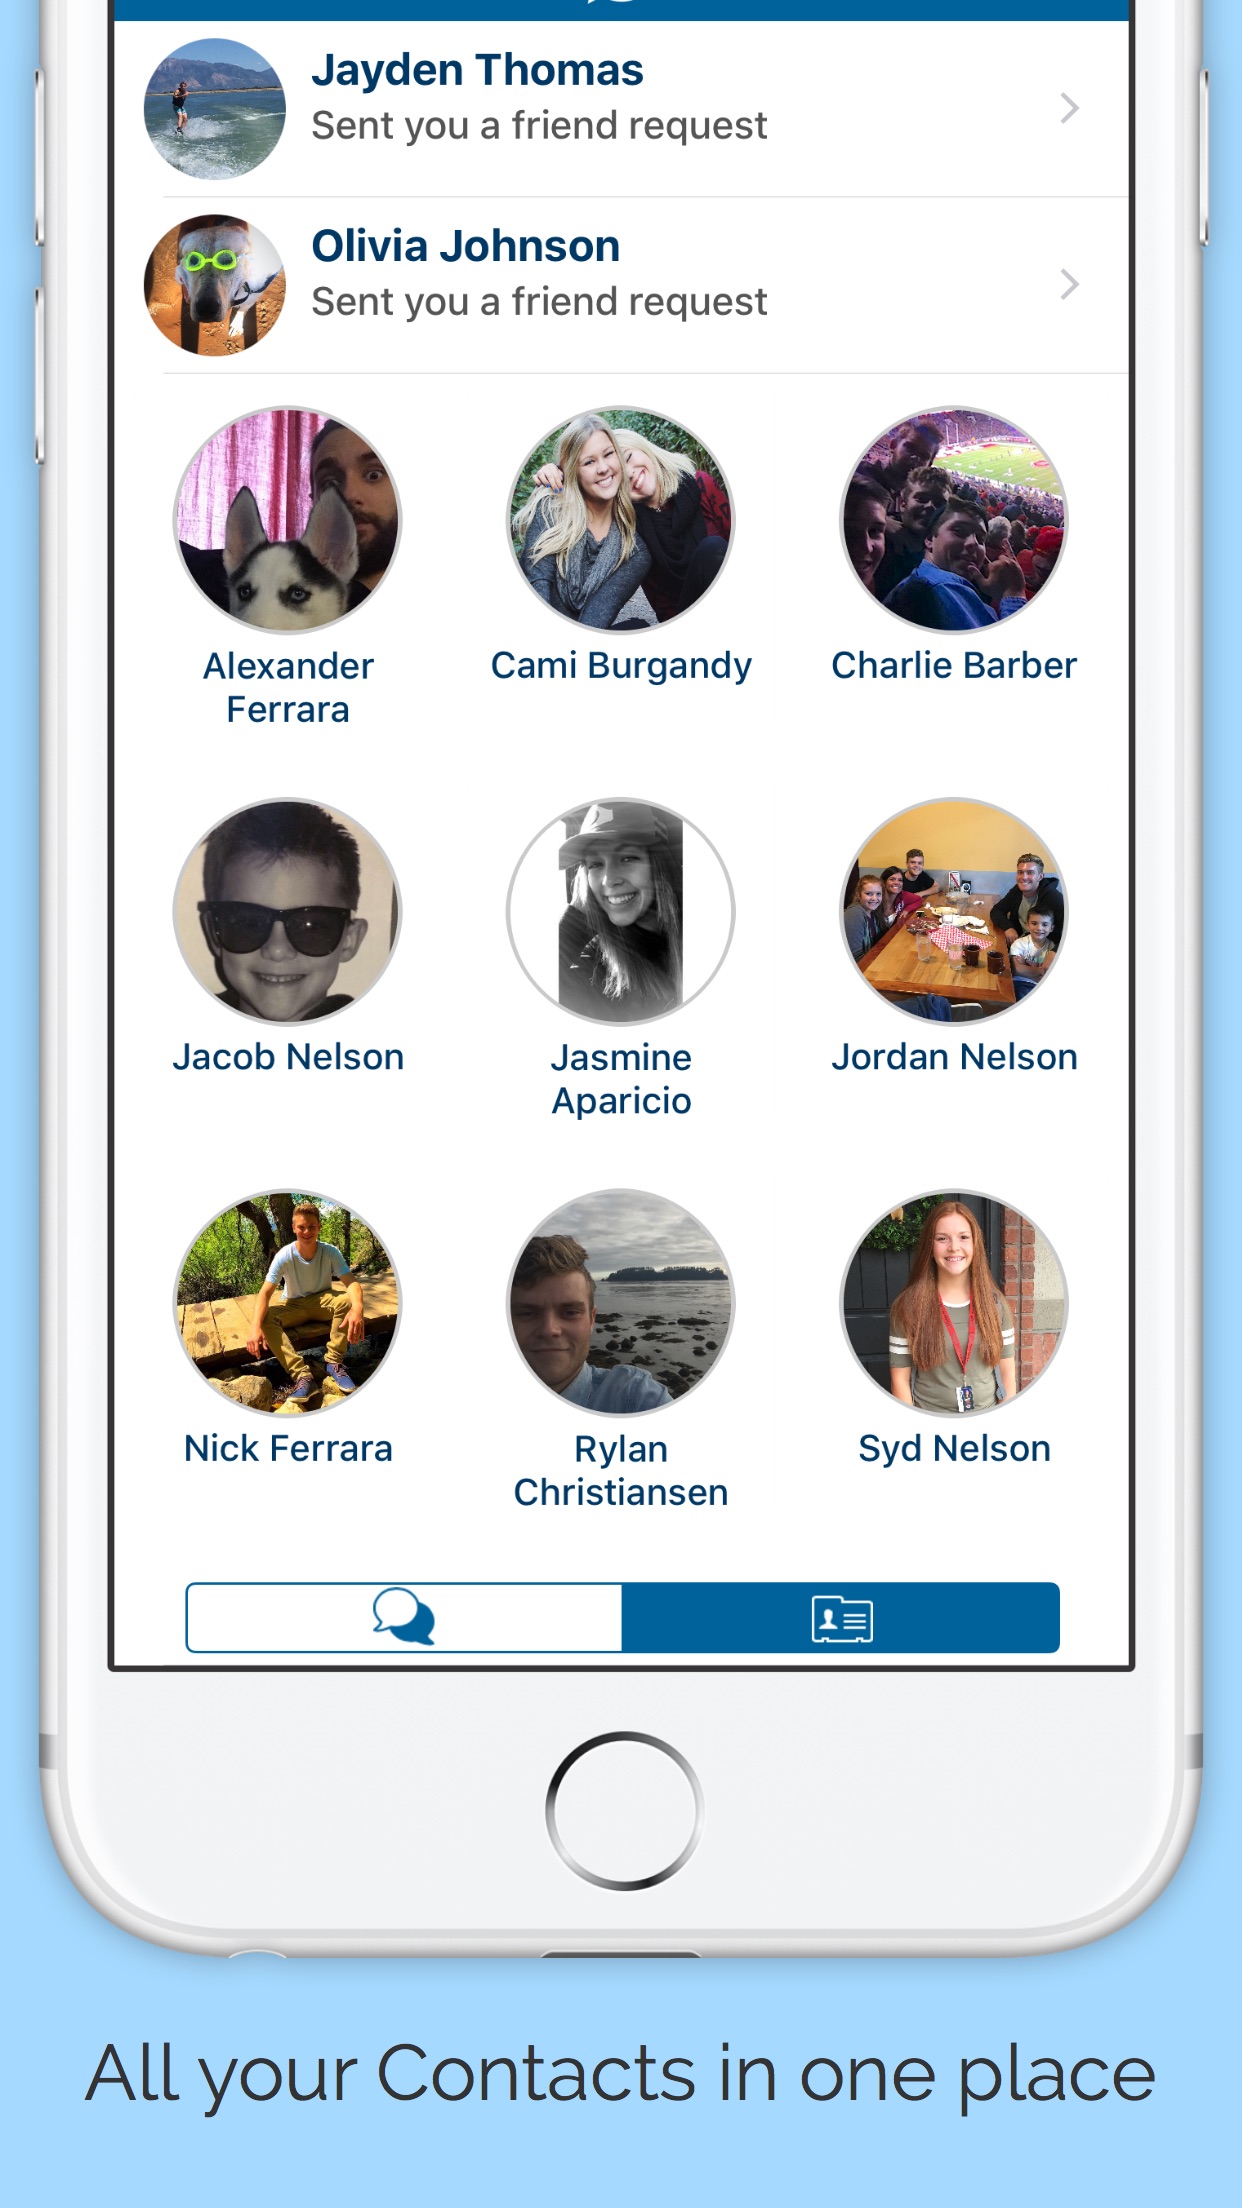 Jayden Thomas
Sent you a friend request
Olivia Johnson
Sent you a friend request
Alexander
Ferrara
Cami Burgandy
Charlie Barber
Jacob Nelson
Jasmine
Aparicio
Jordan Nelson
Nick Ferrara
Rylan
Christiansen
Syd Nelson
All your Contacts in one place